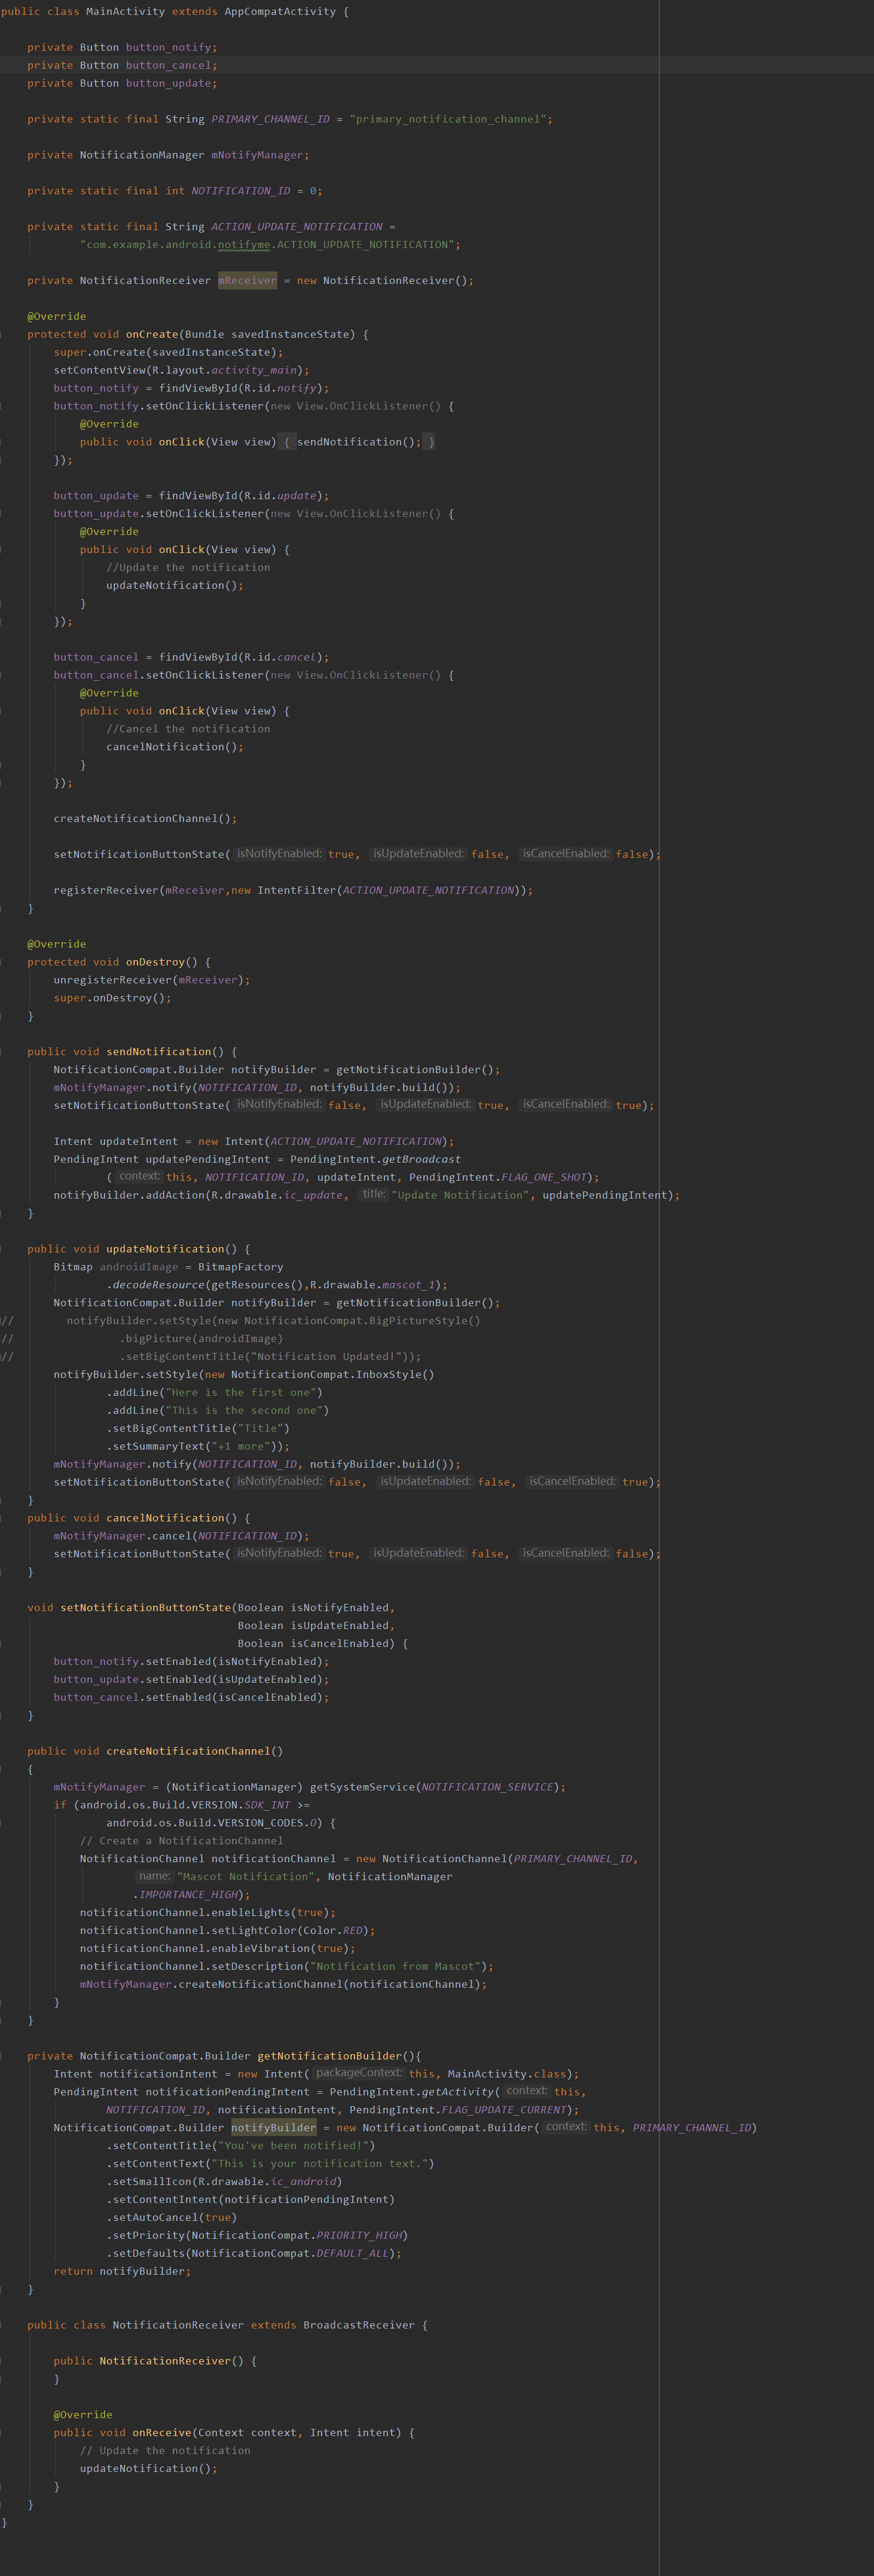 public class MainActivity extends AppCompatActivity {
private Button button_notify;
private Button button_cancel;
private Button button_update;
private static final String PRIMARY_CHANNEL_ID = "primary_notification_channel";
private NotificationManager mNotifyManager;
private static final int NOTIFICATION_ID = 0;
private static final String ACTION_UPDATE_NOTIFICATION =
"com.example.android.notifyme.ACTION_UPDATE_NOTIFICATION";
private NotificationReceiver mReceiver = new NotificationReceiver();
@Override
protected void onCreate(Bundle savedInstanceState) {
super.onCreate(savedInstanceState);
setContentView(R.layout.activity_main);
button_notify = findViewById(R.id.notify);
button_notify.setOnClickListener(new View.OnClickListener() {
@Override
public void onClick(View view) { sendNotification(); }
});
button_update = findViewById(R.id.update);
button_update.setOnClickListener(new View.OnClickListener() {
@Override
public void onClick(View view) {
//Update the notification
updateNotification();
}
});
button_cancel = findViewById(R.id.cancel);
button_cancel.setOnClickListener(new View.OnClickListener() {
@Override
public void onClick(View view) {
//Cancel the notification
cancelNotification();
}
});
createNotificationChannel();
setNotificationButtonState( isNotifyEnabled: true, isUpdateEnabled: false, isCancelEnabled: false);
registerReceiver(mReceiver,new IntentFilter(ACTION_UPDATE_NOTIFICATION));
}
@Override
protected void onDestroy() {
unregisterReceiver(mReceiver);
super.onDestroy();
}
public void sendNotification() {
NotificationCompat.Builder notifyBuilder = getNotificationBuilder();
mNotifyManager.notify(NOTIFICATION_ID, notifyBuilder.build());
setNotificationButtonState( isNotifyEnabled: false, isUpdateEnabled: true, isCancelEnabled: true);
Intent updateIntent = new Intent(ACTION_UPDATE_NOTIFICATION);
PendingIntent updatePendingIntent = PendingIntent.getBroadcast
( context: this, NOTIFICATION_ID, updateIntent, PendingIntent.FLAG_ONE_SHOT);
notifyBuilder.addAction(R.drawable.ic_update, title: "Update Notification", updatePendingIntent);
}
public void updateNotification() {
Bitmap androidImage = BitmapFactory
.decodeResource(getResources(),R.drawable.mascot_1);
NotificationCompat.Builder notifyBuilder = getNotificationBuilder();
// notifyBuilder.setStyle(new NotificationCompat.BigPictureStyle()
// .bigPicture(androidImage)
// .setBigContentTitle("Notification Updated!"));
notifyBuilder.setStyle(new NotificationCompat.InboxStyle()
.addLine("Here is the first one")
.addLine("This is the second one")
.setBigContentTitle("Title")
.setSummaryText("+1 more"));
mNotifyManager.notify(NOTIFICATION_ID, notifyBuilder.build());
setNotificationButtonState( isNotifyEnabled: false, isUpdateEnabled: false, isCancelEnabled: true);
}
public void cancelNotification() {
mNotifyManager.cancel(NOTIFICATION_ID);
setNotificationButtonState( isNotifyEnabled: true, isUpdateEnabled: false, isCancelEnabled: false);
}
void setNotificationButtonState(Boolean isNotifyEnabled,
Boolean isUpdateEnabled,
Boolean isCancelEnabled) {
button_notify.setEnabled(isNotifyEnabled);
button_update.setEnabled(isUpdateEnabled);
button_cancel.setEnabled(isCancelEnabled);
}
public void createNotificationChannel()
{
mNotifyManager = (NotificationManager) getSystemService(NOTIFICATION_SERVICE);
if (android.os.Build.VERSION.SDK_INT >=
android.os.Build.VERSION_CODES.O) {
// Create a NotificationChannel
NotificationChannel notificationChannel = new NotificationChannel(PRIMARY_CHANNEL_ID,
name: "Mascot Notification", NotificationManager
.IMPORTANCE_HIGH);
notificationChannel.enableLights(true);
notificationChannel.setLightColor(Color.RED);
notificationChannel.enableVibration(true);
notificationChannel.setDescription("Notification from Mascot");
mNotifyManager.createNotificationChannel(notificationChannel);
}
}
private NotificationCompat.Builder getNotificationBuilder(){
Intent notificationIntent = new Intent( packageContext: this, MainActivity.class);
PendingIntent notificationPendingIntent = PendingIntent.getActivity( context: this,
NOTIFICATION_ID, notificationIntent, PendingIntent.FLAG_UPDATE_CURRENT);
NotificationCompat.Builder notifyBuilder = new NotificationCompat.Builder( context: this, PRIMARY_CHANNEL_ID)
.setContentTitle("You've been notified!")
.setContentText("This is your notification text.")
.setSmallIcon(R.drawable.ic_android)
.setContentIntent(notificationPendingIntent)
.setAutoCancel(true)
.setPriority(NotificationCompat.PRIORITY_HIGH)
.setDefaults(NotificationCompat.DEFAULT_ALL);
return notifyBuilder;
}
public class NotificationReceiver extends BroadcastReceiver {
public NotificationReceiver() {
}
@Override
public void onReceive(Context context, Intent intent) {
// Update the notification
updateNotification();
}
}
}